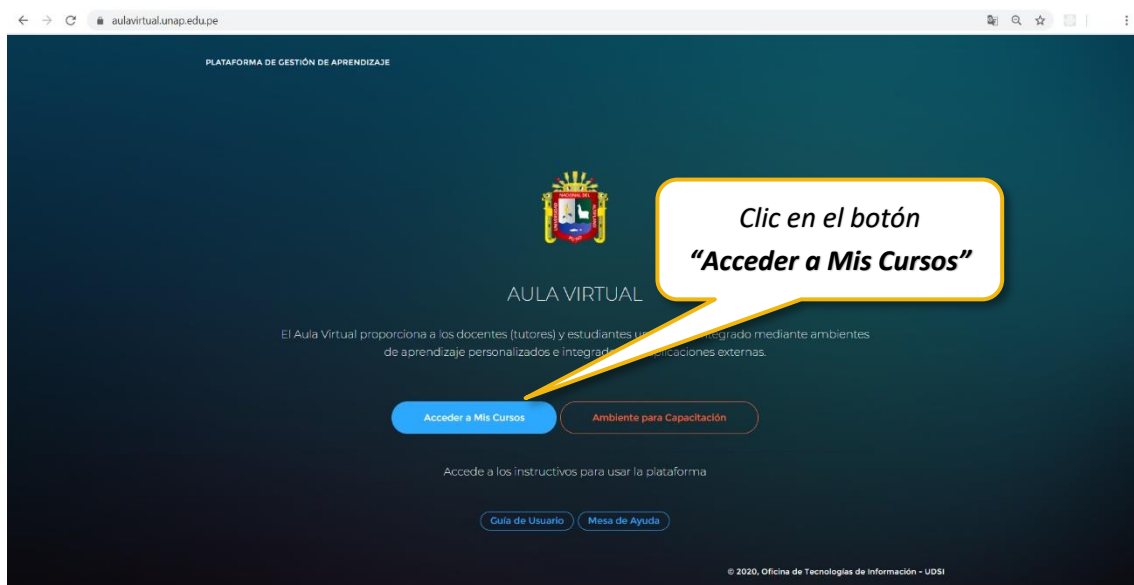 aulavirtual.unap.edu.pe
PLATAFORMA DE GESTIÓN DE APRENDIZAJE
Clic en el botón
“Acceder a Mis Cursos”
AULA VIRTUAL
El Aula Virtual proporciona a los docentes (tutores) y estudiantes mediante ambientes
de aprendizaje personalizados e externas.
Acceder a Mis Cursos
Ambiente para Capacitación
Accede a los instructivos para usar la plataforma
Guía de Usuario
Mesa de Ayuda
© 2020, Oficina de Tecnologías de Información - UDSI